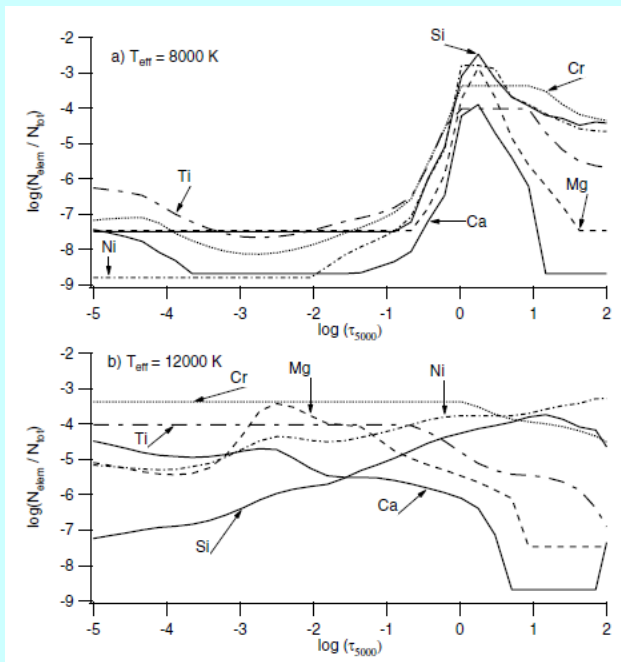 a) Teff = 8000 K
Si
Cr
Ti
Mg
Ca
Ni
log(Nelem / Ntot)
-2
-3
-4
-5
-6
-7
-8
-9
-5 -4 -3 -2 -1 0 1 2
log (τ5000)
b) Teff = 12000 K
Cr
Mg
Ni
Ti
Ca
Si
log(Nelem / Ntot)
-2
-3
-4
-5
-6
-7
-8
-9
-5 -4 -3 -2 -1 0 1 2
log (τ5000)